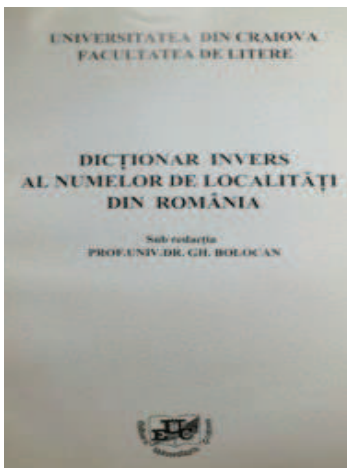 UNIVERSITATEA DIN CRAIOVA
FACULTATEA DE LITERE
DICȚIONAR INVERS
AL NUMELOR DE LOCALITĂȚI
DIN ROMÂNIA
Sub redacția
PROF.UNIV.DR. GH. BOLOCAN
EUC